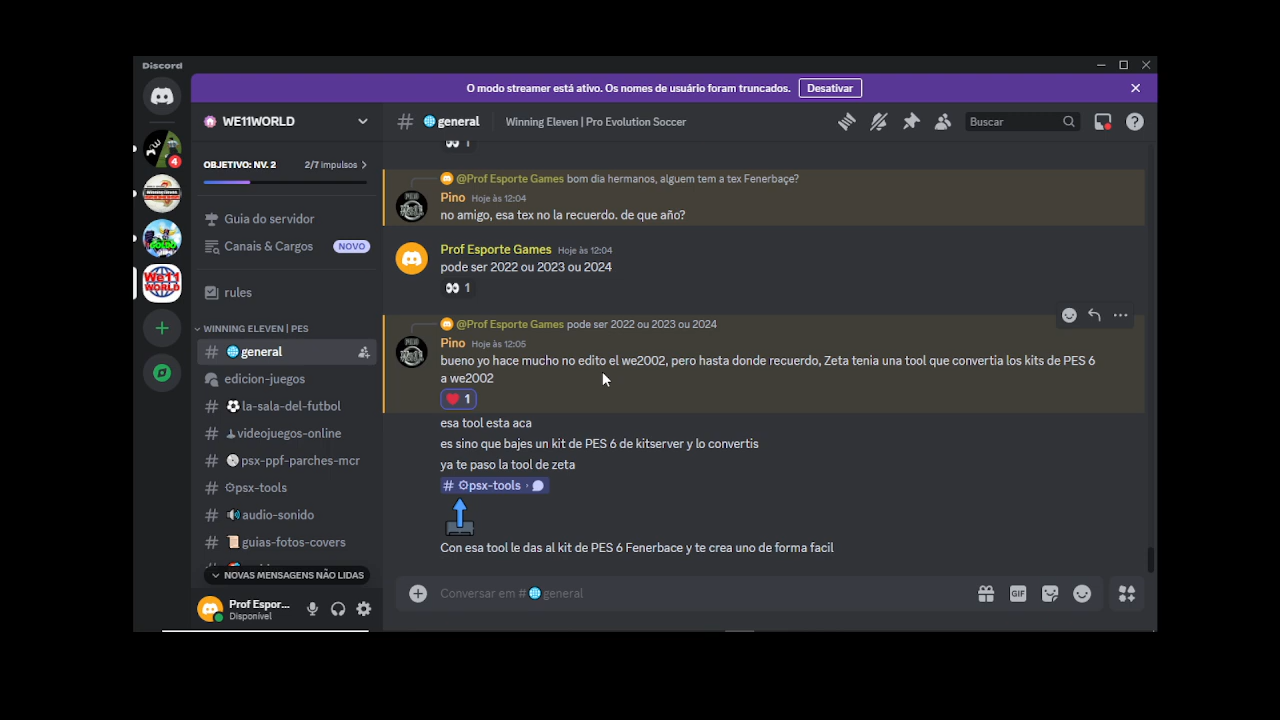 Discord
O modo streamer está ativo. Os nomes de usuário foram truncados. Desativar
WE11WORLD
# general Winning Eleven | Pro Evolution Soccer
Buscar
OBJETIVO: NV. 2 2/7 Impulsos
Guia do servidor
Canais & Cargos NOVO
rules
WINNING ELEVEN | PES
# general
edicion-juegos
# la-sala-del-futbol
# videojuegos-online
# psx-ppf-parches-mcr
# psx-tools
# audio-sonido
# guias-fotos-covers
NOVAS MENSAGENS NÃO LIDAS
Prof Espor...
Disponível
4
We11
WORLD
1
@Prof Esporte Games bom dia hermanos, alguem tem a tex Fenerbaçe?
Pino Hoje às 12:04
no amigo, esa tex no la recuerdo. de que año?
Prof Esporte Games Hoje às 12:04
pode ser 2022 ou 2023 ou 2024
1
@Prof Esporte Games pode ser 2022 ou 2023 ou 2024
Pino Hoje às 12:05
bueno yo hace mucho no edito el we2002, pero hasta donde recuerdo, Zeta tenia una tool que convertia los kits de PES 6
a we2002
1
esa tool esta aca
es sino que bajes un kit de PES 6 de kitserver y lo convertis
ya te paso la tool de zeta
# psx-tools ›
Con esa tool le das al kit de PES 6 Fenerbace y te crea uno de forma facil
Conversar em # general
GIF